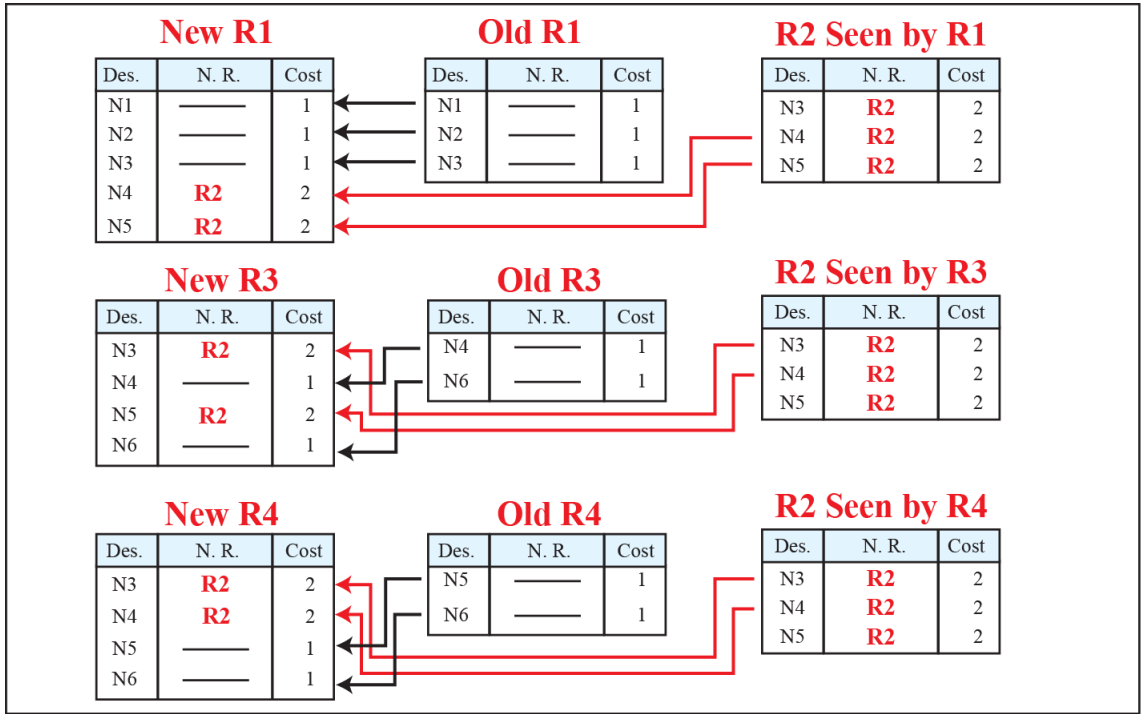 New R1
Old R1
R2 Seen by R1
Des. N. R. Cost
N1 1
N2 1
N3 1
N4 R2 2
N5 R2 2
Des. N. R. Cost
N1 1
N2 1
N3 1
Des. N. R. Cost
N3 R2 2
N4 R2 2
N5 R2 2
New R3
Old R3
R2 Seen by R3
Des. N. R. Cost
N3 R2 2
N4 1
N5 R2 2
N6 1
Des. N. R. Cost
N4 1
N6 1
Des. N. R. Cost
N3 R2 2
N4 R2 2
N5 R2 2
New R4
Old R4
R2 Seen by R4
Des. N. R. Cost
N3 R2 2
N4 R2 2
N5 1
N6 1
Des. N. R. Cost
N5 1
N6 1
Des. N. R. Cost
N3 R2 2
N4 R2 2
N5 R2 2